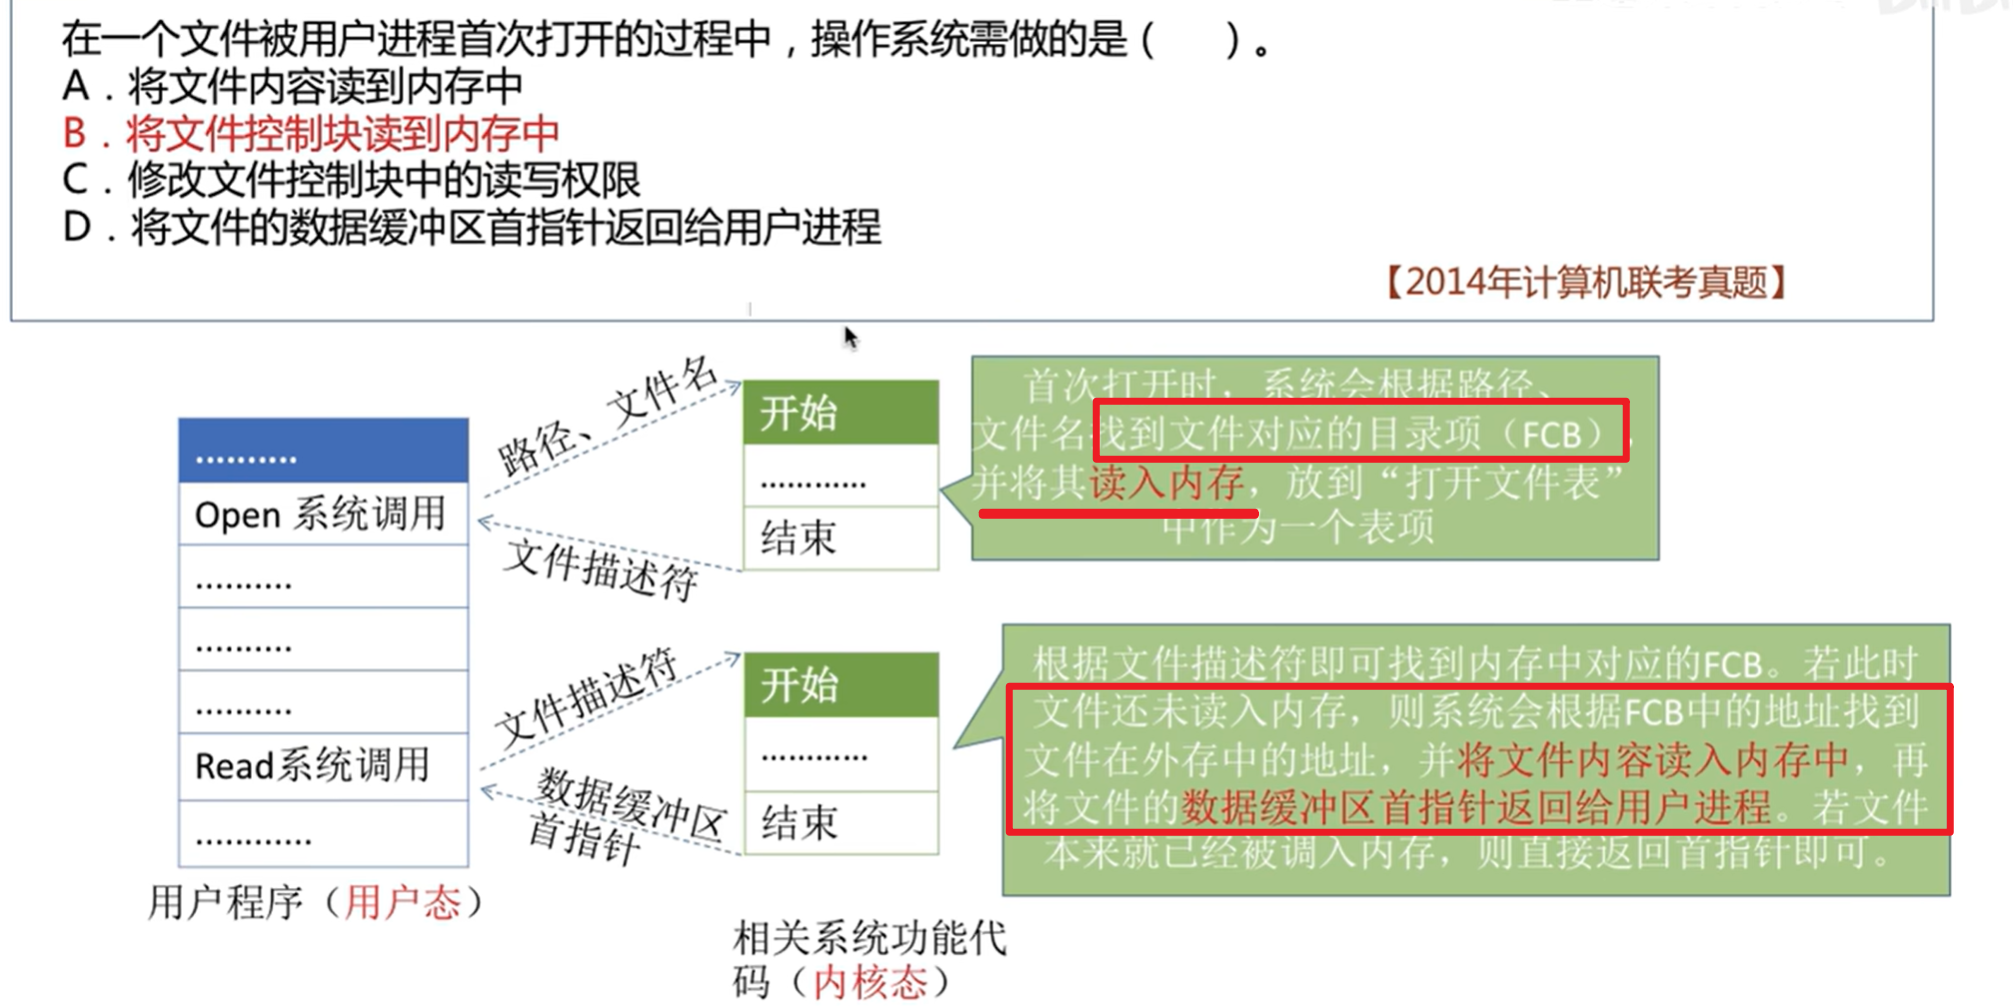 在一个文件被用户进程首次打开的过程中，操作系统需做的是（　　）。
A．将文件内容读到内存中
B．将文件控制块读到内存中
C．修改文件控制块中的读写权限
D．将文件的数据缓冲区首指针返回给用户进程
【2014年计算机联考真题】
..........
Open 系统调用
..........
..........
..........
Read系统调用
............
用户程序（用户态）
路径、文件名
文件描述符
开始
............
结束
首次打开时，系统会根据路径、
文件名找到文件对应的目录项（FCB），
并将其读入内存，放到“打开文件表”
中作为一个表项
文件描述符
数据缓冲区
首指针
开始
............
结束
相关系统功能代
码（内核态）
根据文件描述符即可找到内存中对应的FCB。若此时
文件还未读入内存，则系统会根据FCB中的地址找到
文件在外存中的地址，并将文件内容读入内存中，再
将文件的数据缓冲区首指针返回给用户进程。若文件
本来就已经被调入内存，则直接返回首指针即可。